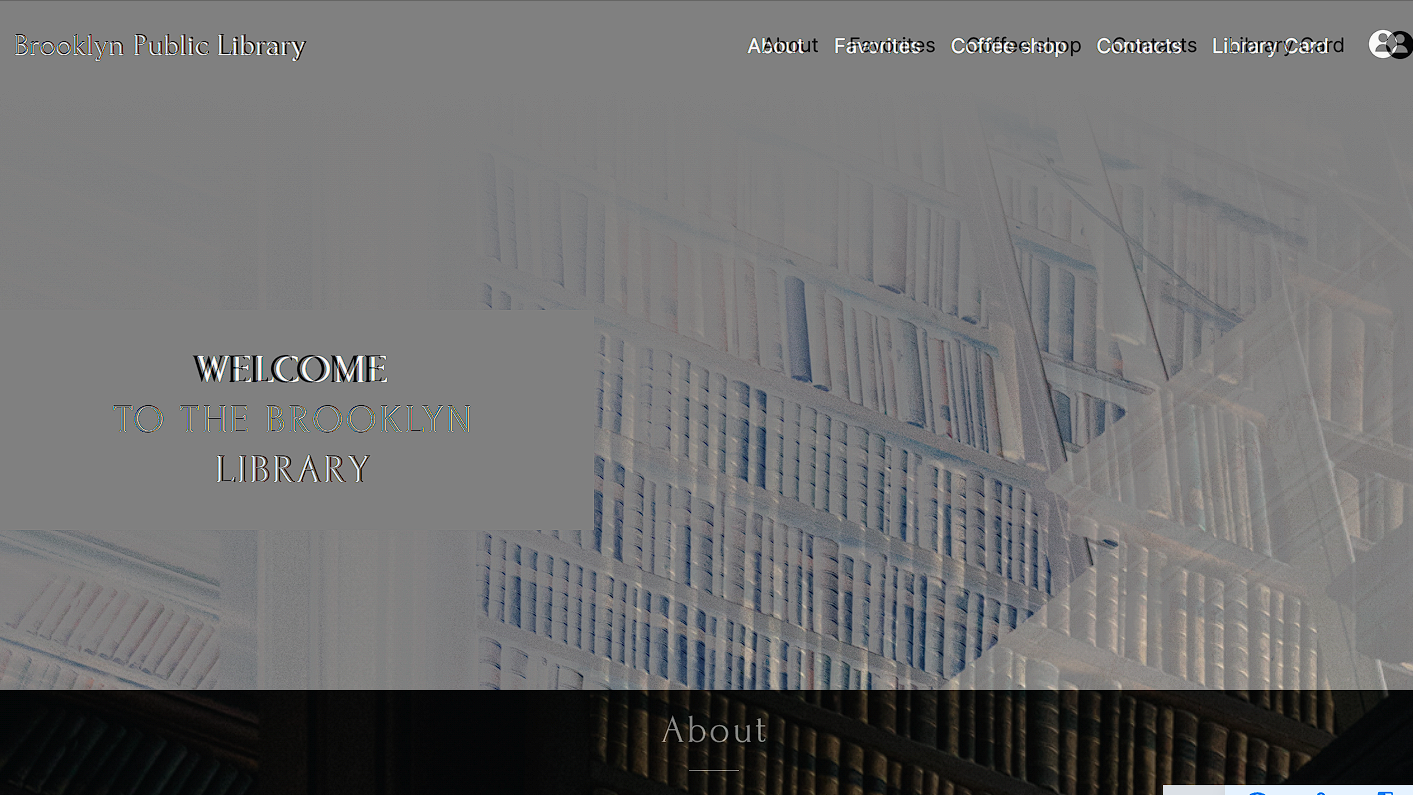 Brooklyn Public Library
About Favorites Coffee shop Contacts Library Card
WELCOME
TO THE BROOKLYN
LIBRARY
About